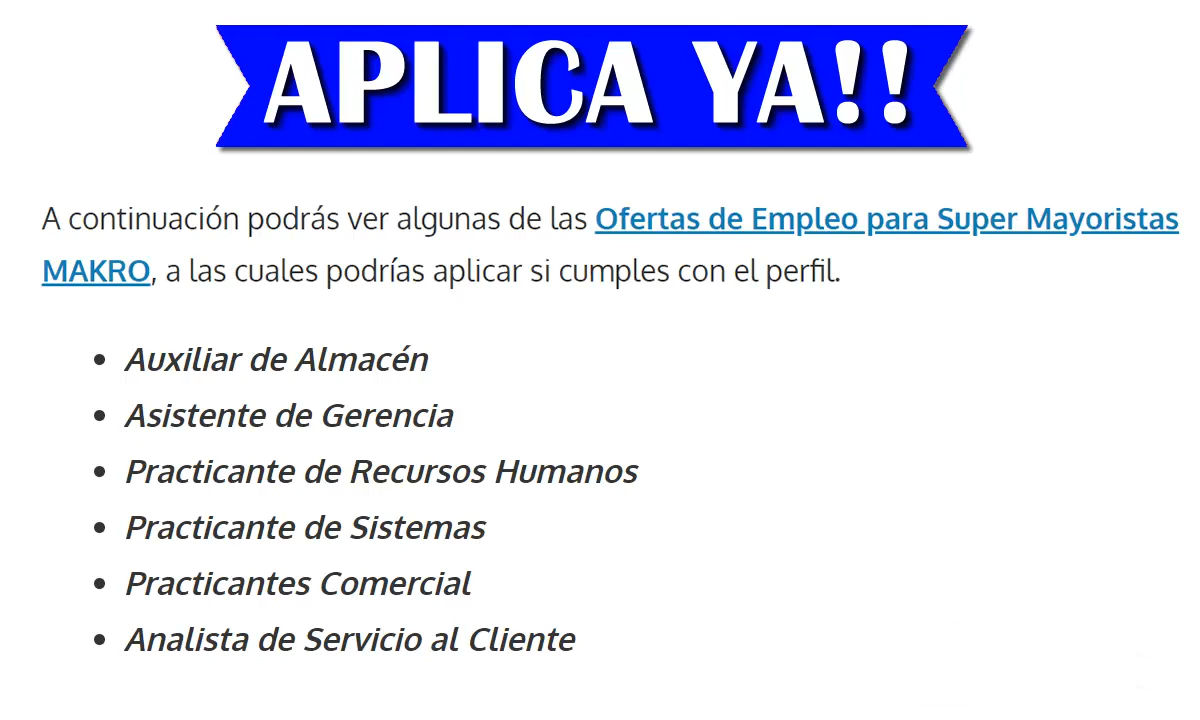 APLICA YA!!
A continuación podrás ver algunas de las Ofertas de Empleo para Super Mayoristas
MAKRO, a las cuales podrías aplicar si cumples con el perfil.
• Auxiliar de Almacén
• Asistente de Gerencia
• Practicante de Recursos Humanos
• Practicante de Sistemas
• Practicantes Comercial
• Analista de Servicio al Cliente